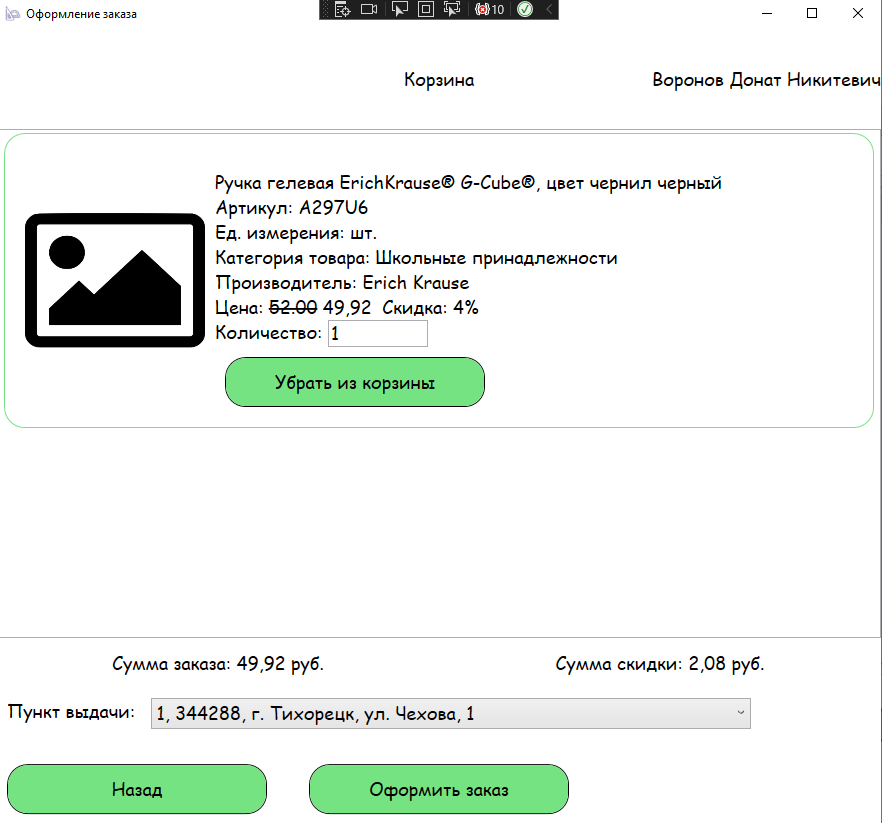 Оформление заказа
10
Корзина
Воронов Донат Никитевич
Ручка гелевая ErichKrause® G-Cube®, цвет чернил черный
Артикул: A297U6
Ед. измерения: шт.
Категория товара: Школьные принадлежности
Производитель: Erich Krause
Цена: 52.00 49,92 Скидка: 4%
Количество: 1
Убрать из корзины
Сумма заказа: 49,92 руб.
Сумма скидки: 2,08 руб.
Пункт выдачи: 1, 344288, г. Тихорецк, ул. Чехова, 1
Назад
Оформить заказ